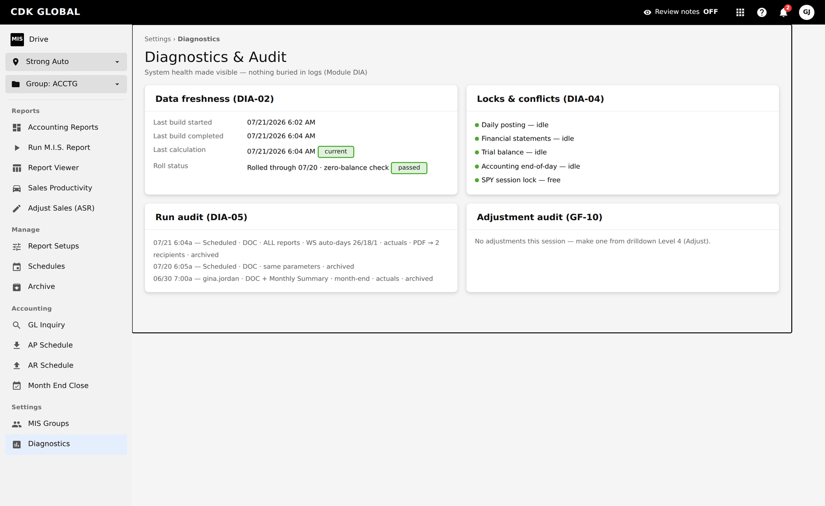 CDK GLOBAL
Review notes OFF
2
GJ
MIS Drive
Strong Auto
Group: ACCTG
Reports
Accounting Reports
Run M.I.S. Report
Report Viewer
Sales Productivity
Adjust Sales (ASR)
Manage
Report Setups
Schedules
Archive
Accounting
GL Inquiry
AP Schedule
AR Schedule
Month End Close
Settings
MIS Groups
Diagnostics
Settings › Diagnostics
Diagnostics & Audit
System health made visible — nothing buried in logs (Module DIA)
Data freshness (DIA-02)
Last build started 07/21/2026 6:02 AM
Last build completed 07/21/2026 6:04 AM
Last calculation 07/21/2026 6:04 AM current
Roll status Rolled through 07/20 · zero-balance check passed
Locks & conflicts (DIA-04)
Daily posting — idle
Financial statements — idle
Trial balance — idle
Accounting end-of-day — idle
SPY session lock — free
Run audit (DIA-05)
07/21 6:04a — Scheduled · DOC · ALL reports · WS auto-days 26/18/1 · actuals · PDF → 2
recipients · archived
07/20 6:05a — Scheduled · DOC · same parameters · archived
06/30 7:00a — gina.jordan · DOC + Monthly Summary · month-end · actuals · archived
Adjustment audit (GF-10)
No adjustments this session — make one from drilldown Level 4 (Adjust).